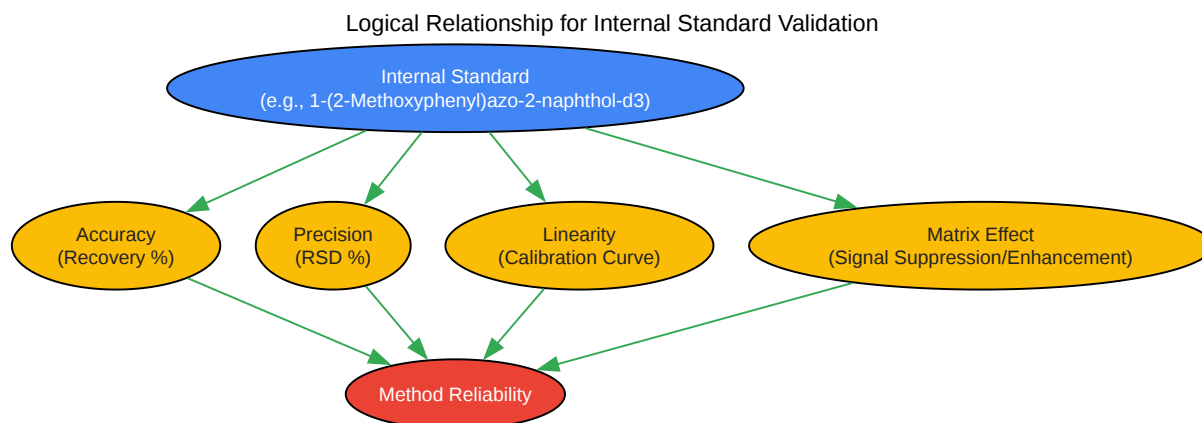 Logical Relationship for Internal Standard Validation
Internal Standard
(e.g., 1-(2-Methoxyphenyl)azo-2-naphthol-d3)
Accuracy
(Recovery %)
Precision
(RSD %)
Linearity
(Calibration Curve)
Matrix Effect
(Signal Suppression/Enhancement)
Method Reliability